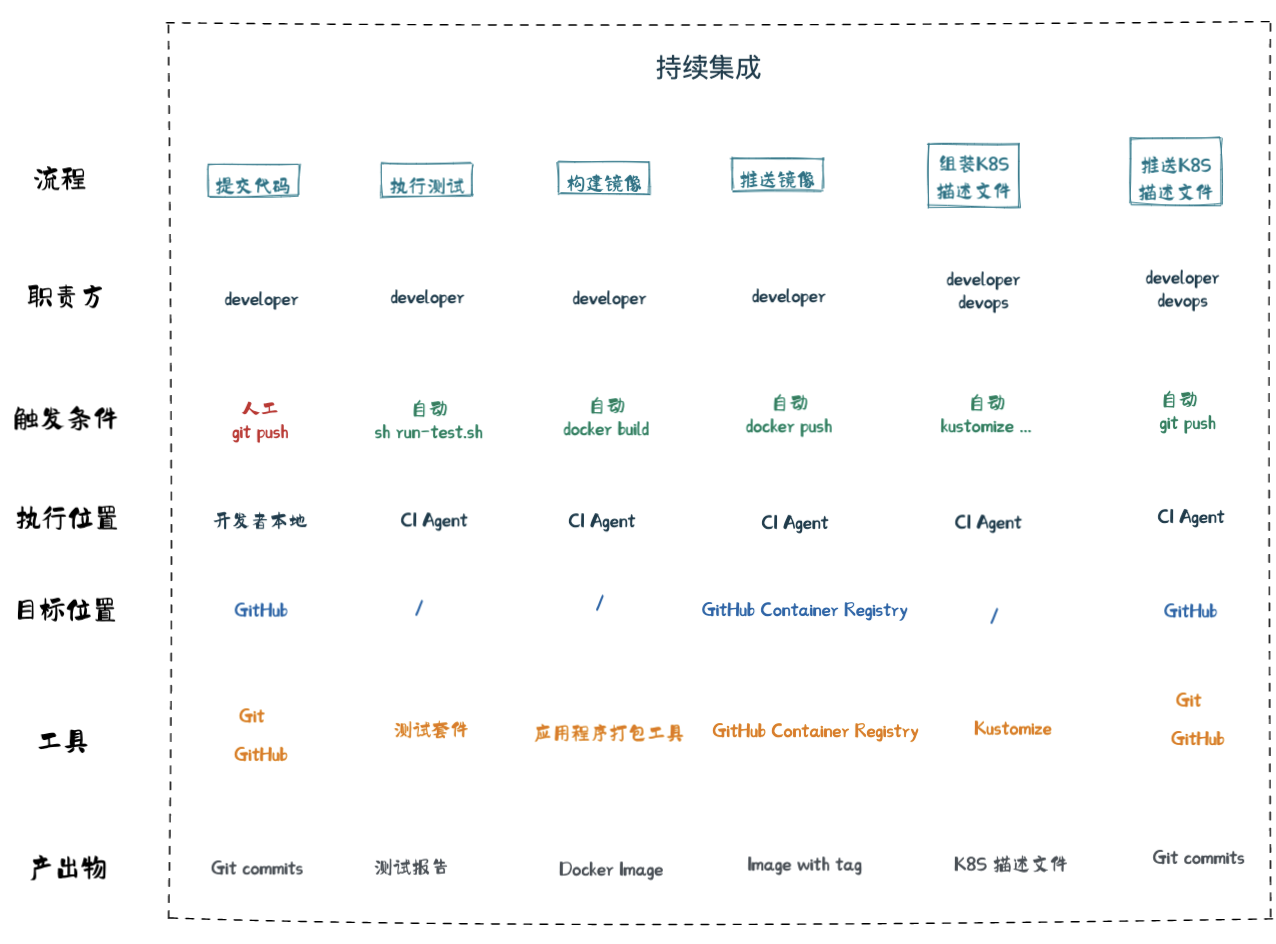 持续集成
流程
提交代码
执行测试
构建镜像
推送镜像
组装K8S
描述文件
推送K8S
描述文件
职责方
developer
developer
developer
developer
developer
devops
developer
devops
触发条件
人工
git push
自动
sh run-test.sh
自动
docker build
自动
docker push
自动
kustomize ...
自动
git push
执行位置
开发者本地
CI Agent
CI Agent
CI Agent
CI Agent
CI Agent
目标位置
GitHub
/
/
GitHub Container Registry
/
GitHub
工具
Git
GitHub
测试套件
应用程序打包工具
GitHub Container Registry
Kustomize
Git
GitHub
产出物
Git commits
测试报告
Docker Image
Image with tag
K8S 描述文件
Git commits